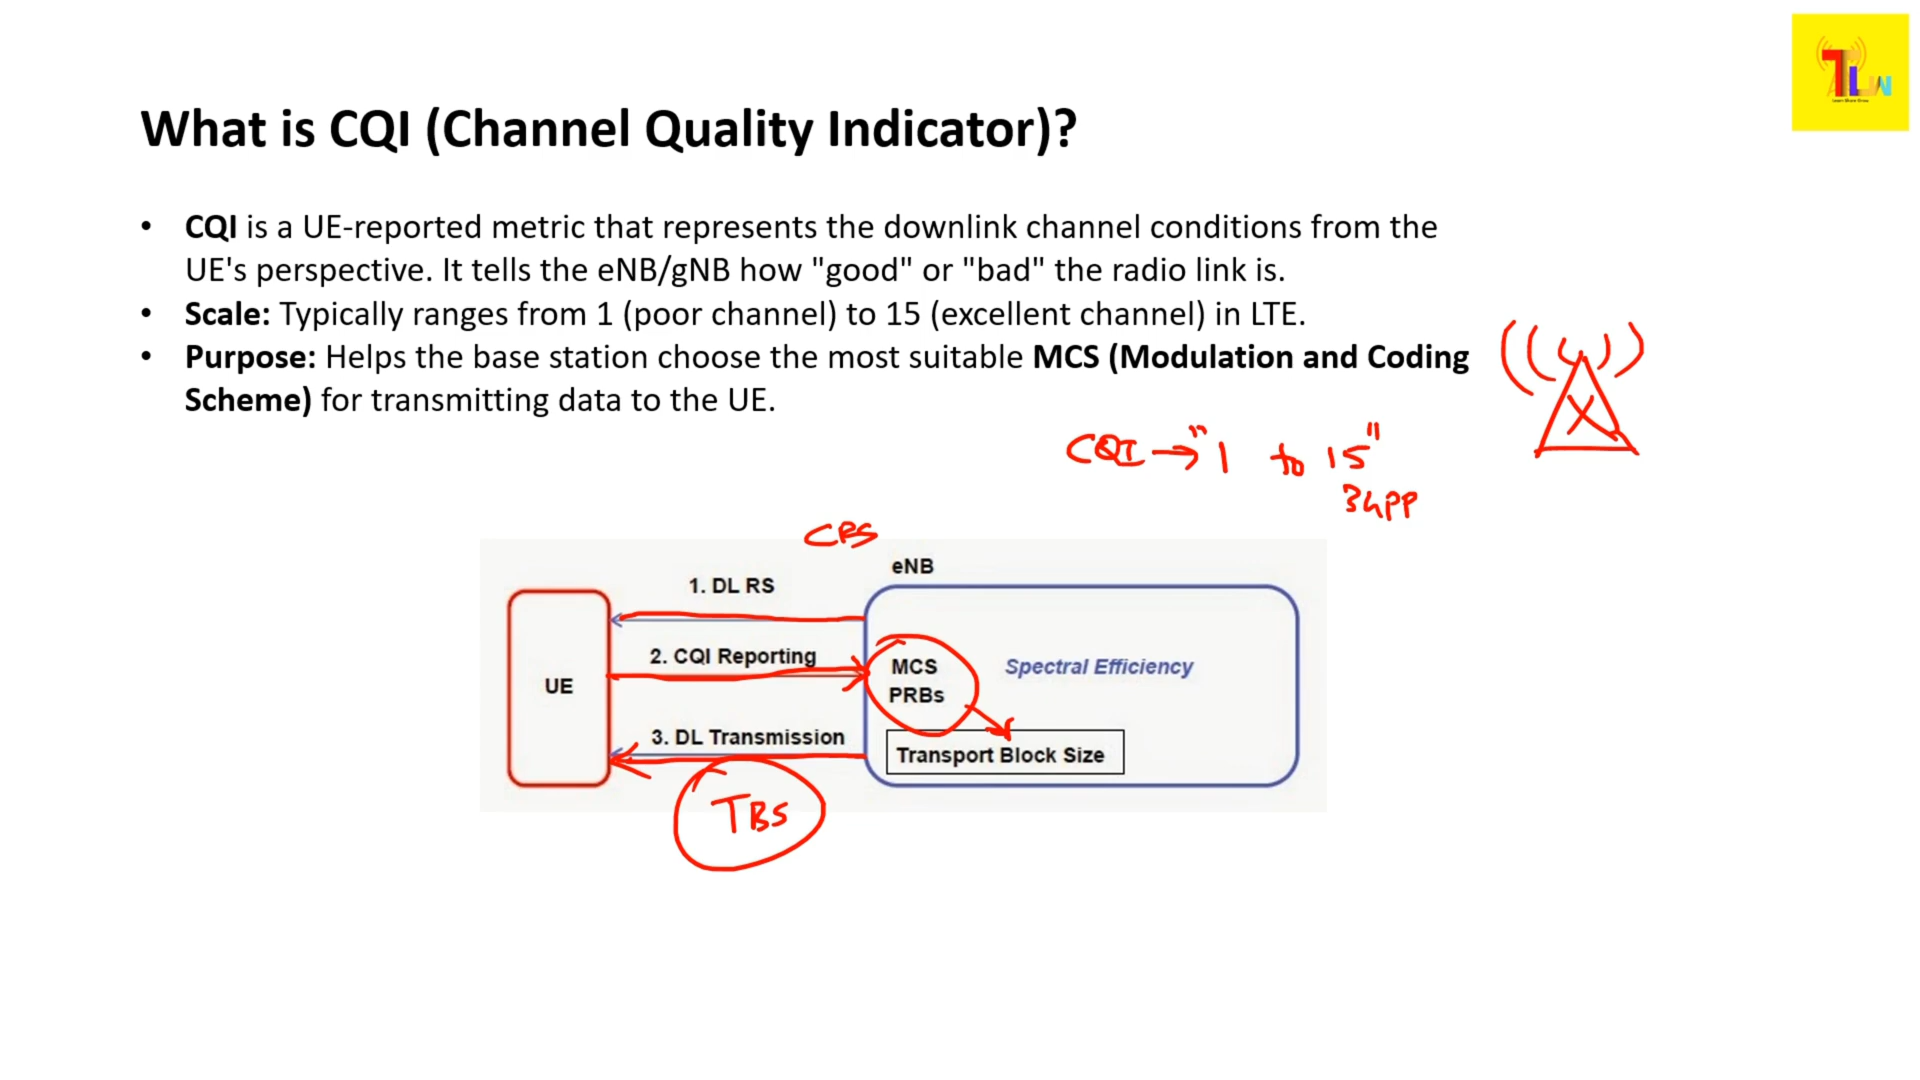 What is CQI (Channel Quality Indicator)?
• CQI is a UE-reported metric that represents the downlink channel conditions from the
UE's perspective. It tells the eNB/gNB how "good" or "bad" the radio link is.
• Scale: Typically ranges from 1 (poor channel) to 15 (excellent channel) in LTE.
• Purpose: Helps the base station choose the most suitable MCS (Modulation and Coding
Scheme) for transmitting data to the UE.
CQI → "1 to 15"
3GPP
CRS
eNB
1. DL RS
2. CQI Reporting
MCS
PRBs
Spectral Efficiency
UE
3. DL Transmission
Transport Block Size
TBS